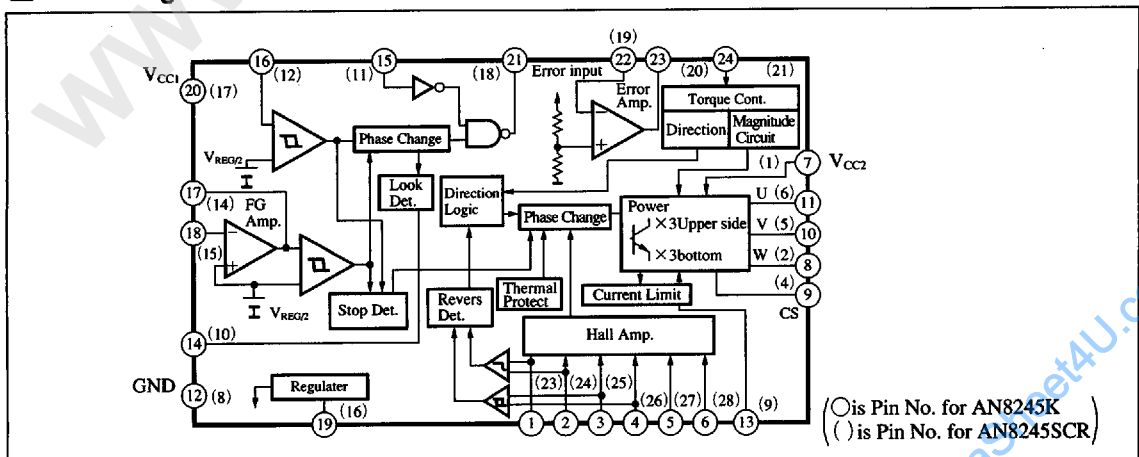 (19)
16
15
21
22
23
24
(12)
(11)
(18)
Error input
(20)
(21)
VCC1
20
(17)
Error
Amp.
Torque Cont.
Direction
Magnitude
Circuit
Phase Change
VREG/2
(1)
7
VCC2
17
(14)
FG
Amp.
Look
Det.
Direction
Logic
Phase Change
Power
×3Upper side
×3bottom
U (6)
11
V (5)
10
W (2)
8
18
(15)
VREG/2
Stop Det.
Revers
Det.
Thermal
Protect
Current Limit
(4)
9
CS
(10)
14
Hall Amp.
GND
12
(8)
Regulater
(16)
19
(23)
(24)
(25)
(26)
(27)
(28)
(9)
1
2
3
4
5
6
13
(○is Pin No. for AN8245K
( ) is Pin No. for AN8245SCR)